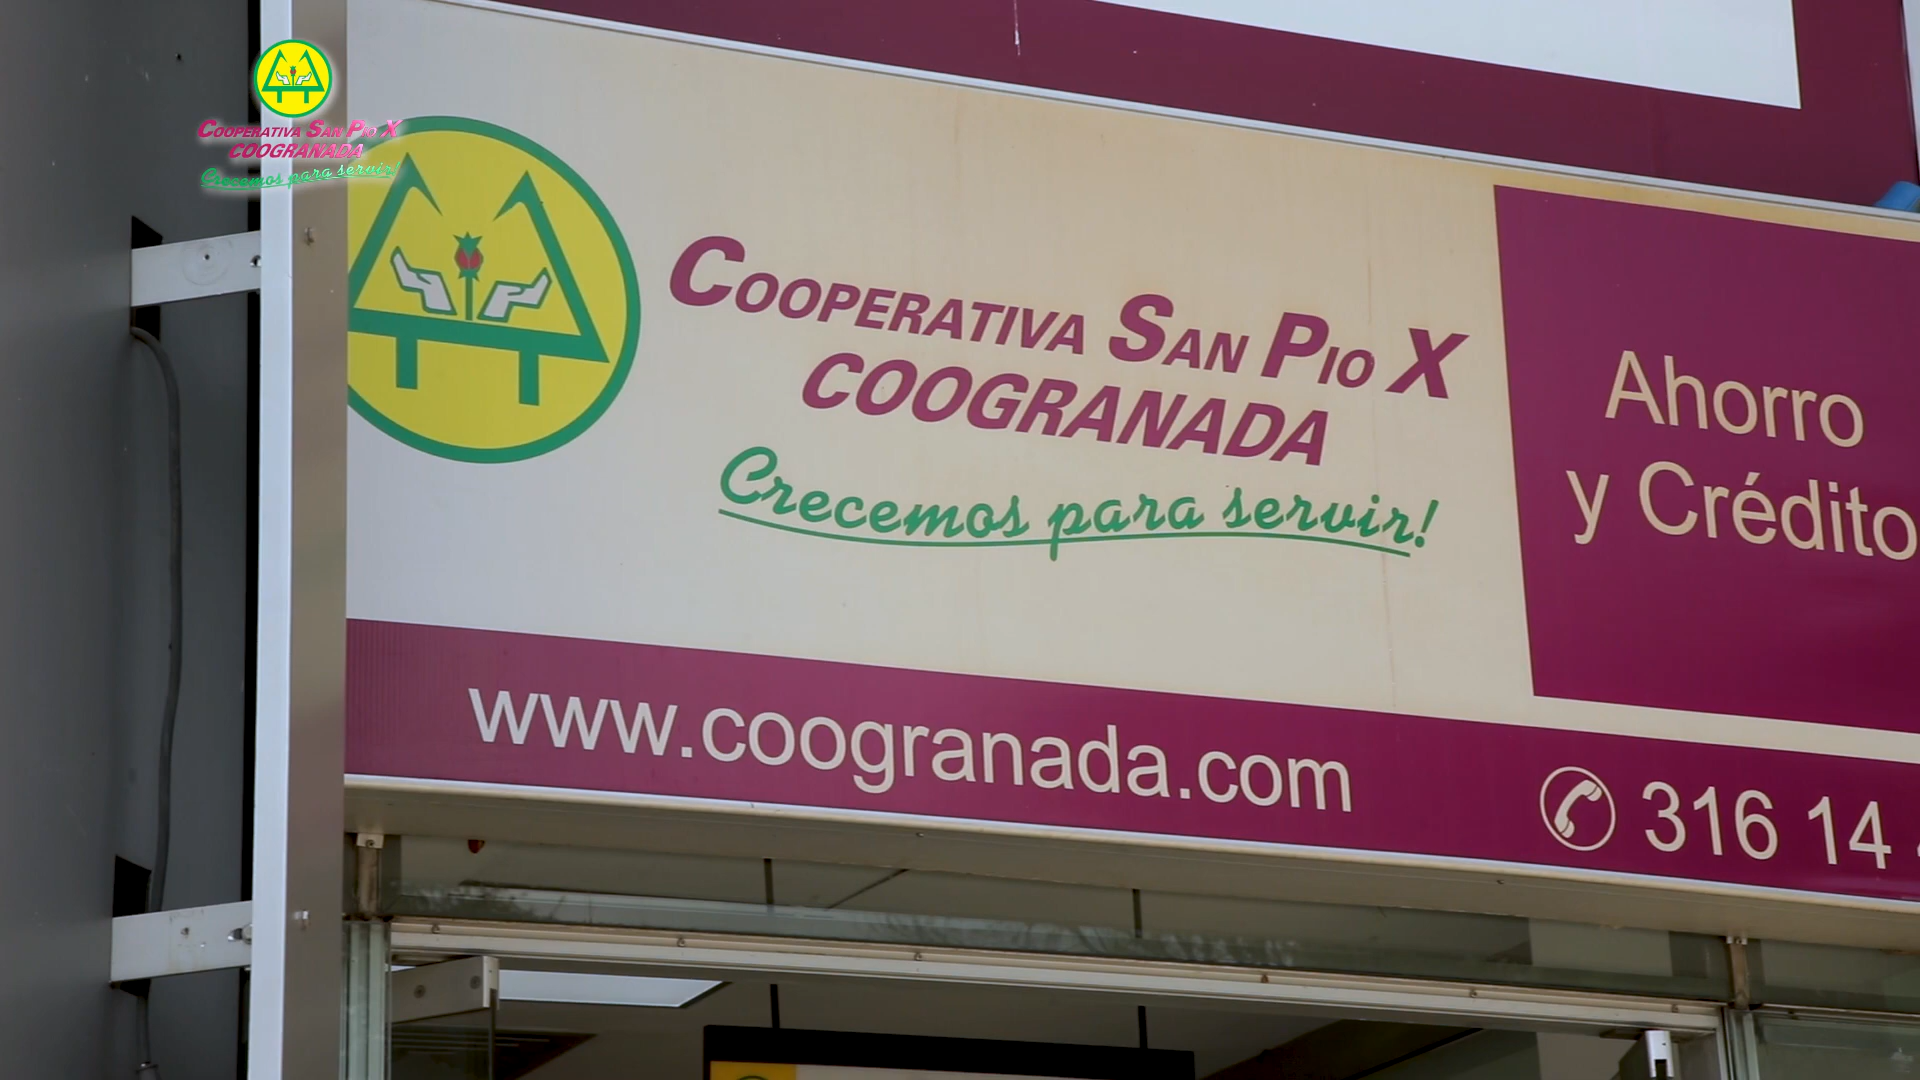 COOPERATIVA SAN PIO X
COOGRANADA
Crecemos para servir!
COOPERATIVA SAN PIO X
COOGRANADA
Crecemos para servir!
Ahorro
y Crédito
www.coogranada.com
316 14